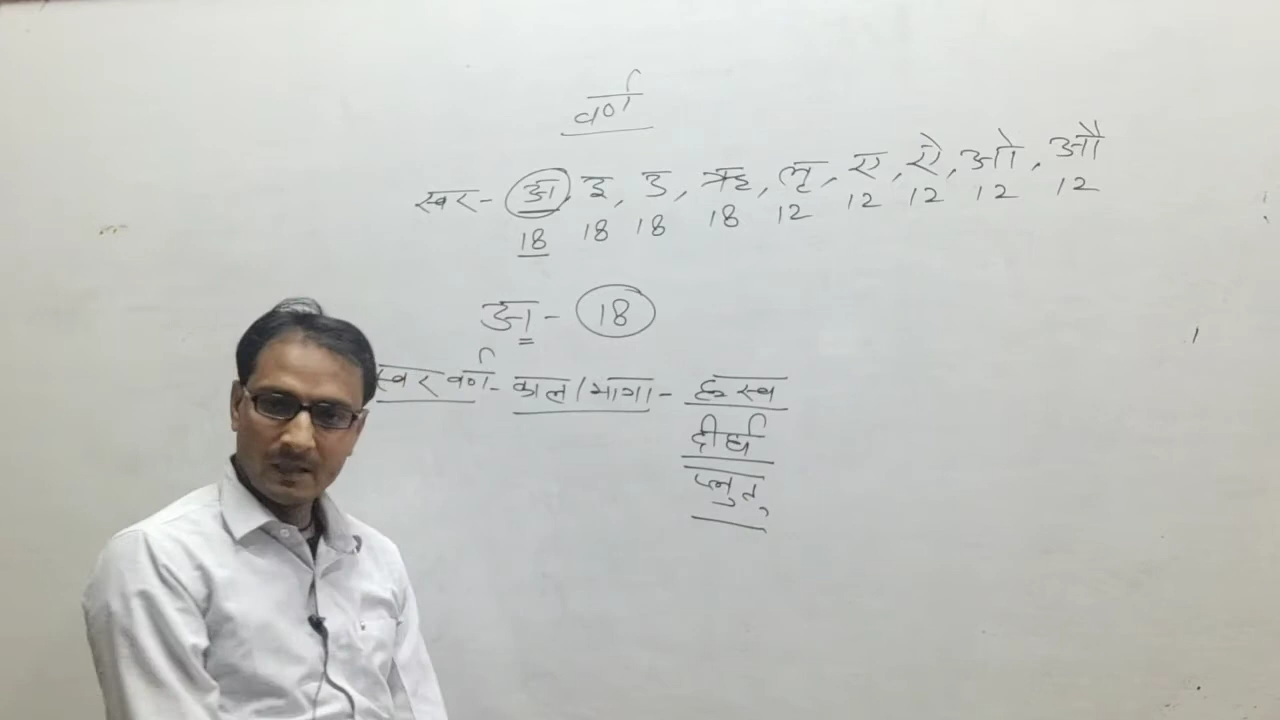 वर्ण
स्वर - अ, इ, उ, ऋ, लृ, ए, ऐ, ओ, औ
18 18 18 18 12 12 12 12 12
अ - 18
स्वर वर्ण - काल / मात्रा - ह्रस्व
दीर्घ
प्लुत